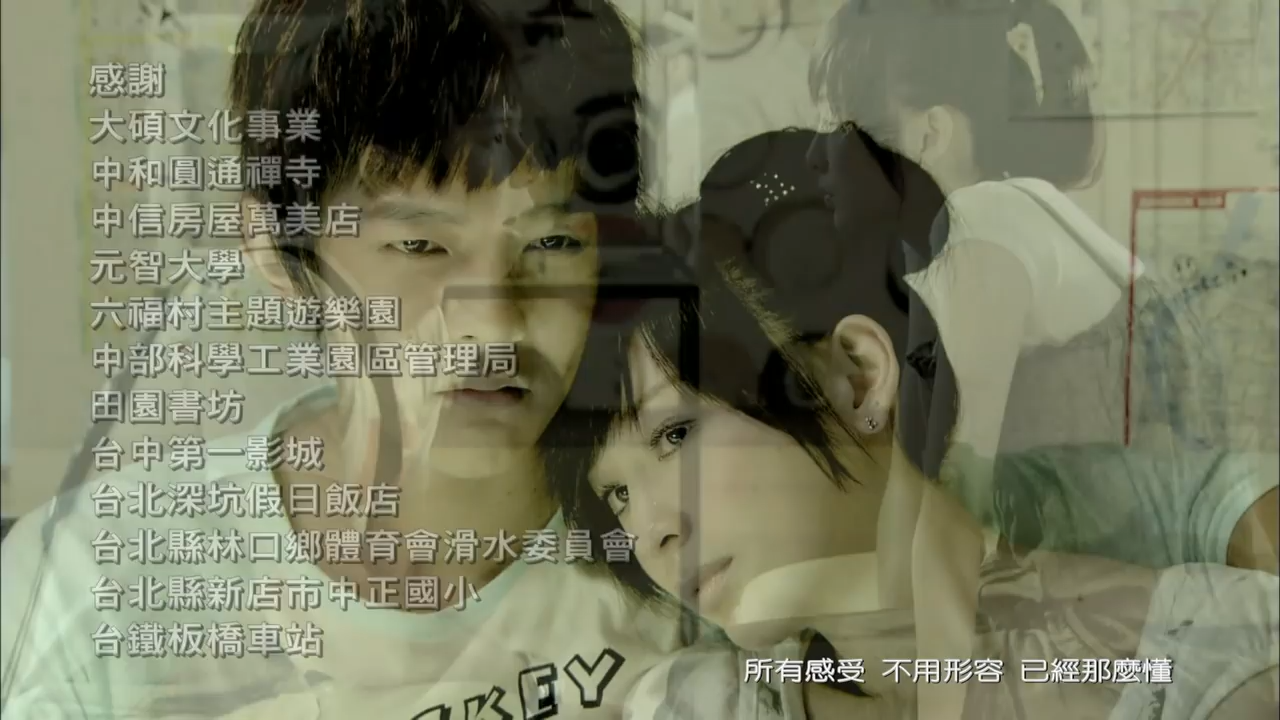 感謝
大碩文化事業
中和圓通禪寺
中信房屋萬美店
元智大學
六福村主題遊樂園
中部科學工業園區管理局
田園書坊
台中第一影城
台北深坑假日飯店
台北縣林口鄉體育會滑水委員會
台北縣新店市中正國小
台鐵板橋車站
KEY
所有感受 不用形容 已經那麼懂